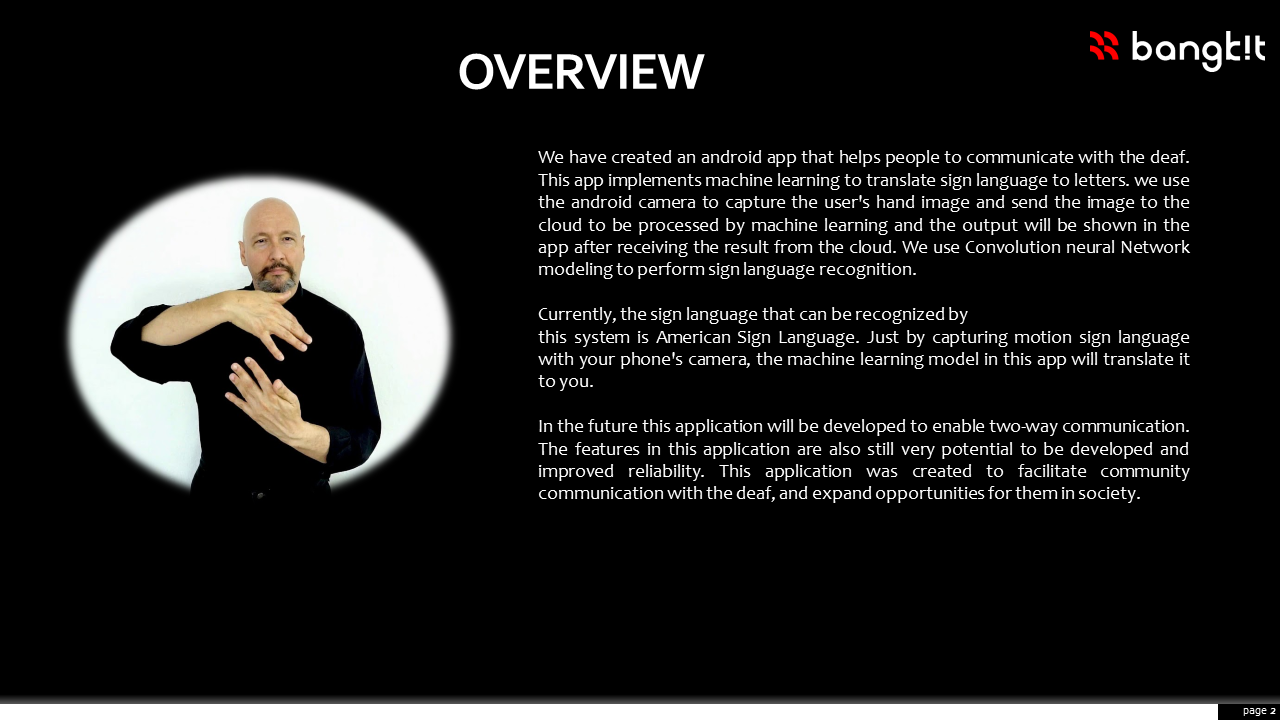 OVERVIEW
bangk!t
We have created an android app that helps people to communicate with the deaf.
This app implements machine learning to translate sign language to letters. we use
the android camera to capture the user's hand image and send the image to the
cloud to be processed by machine learning and the output will be shown in the
app after receiving the result from the cloud. We use Convolution neural Network
modeling to perform sign language recognition.
Currently, the sign language that can be recognized by
this system is American Sign Language. Just by capturing motion sign language
with your phone's camera, the machine learning model in this app will translate it
to you.
In the future this application will be developed to enable two-way communication.
The features in this application are also still very potential to be developed and
improved reliability. This application was created to facilitate community
communication with the deaf, and expand opportunities for them in society.
page 2